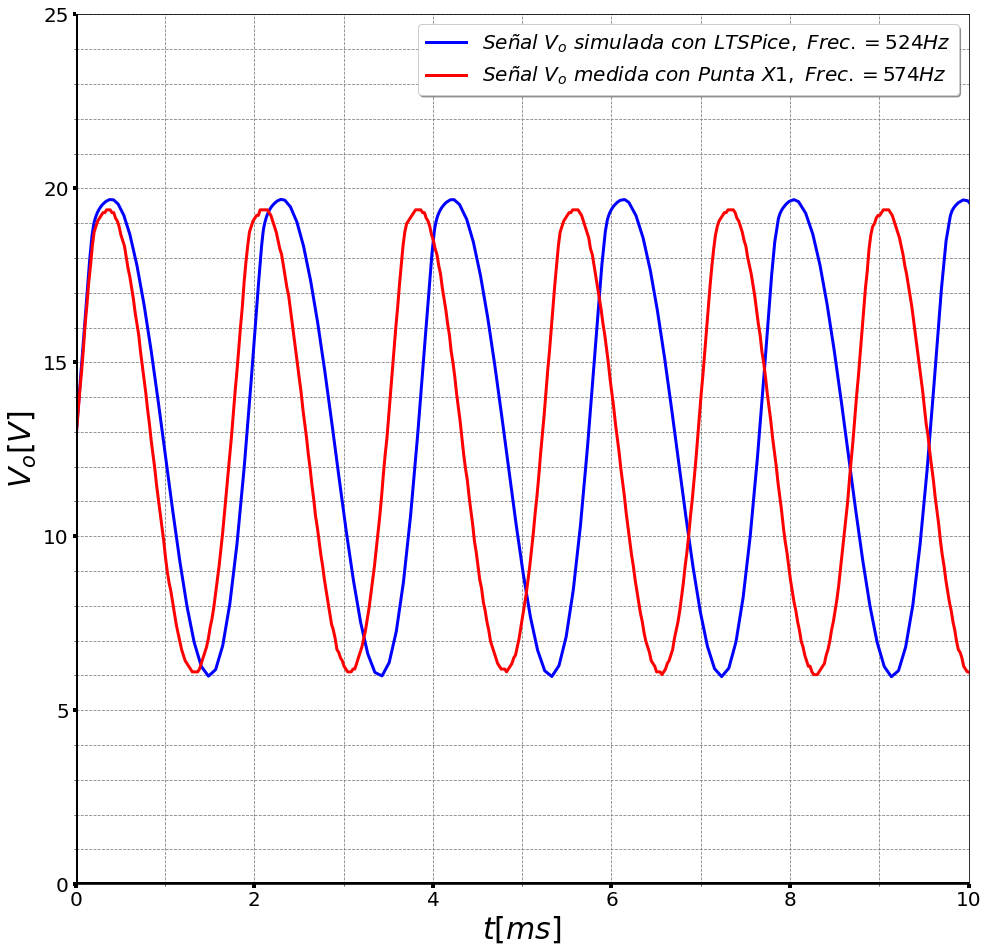 25
20
15
10
5
0
V_o[V]
Señal V_o simulada con LTSPice, Frec. = 524Hz
Señal V_o medida con Punta X1, Frec. = 574Hz
0 2 4 6 8 10
t[ms]